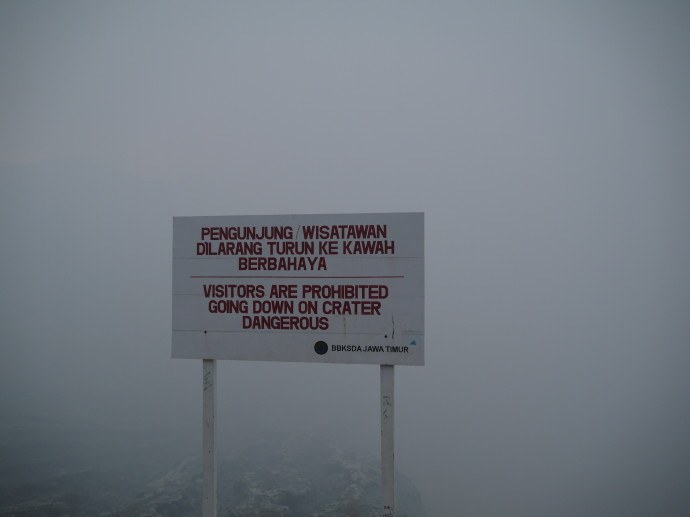 PENGUNJUNG/WISATAWAN
DILARANG TURUN KE KAWAH
BERBAHAYA
VISITORS ARE PROHIBITED
GOING DOWN ON CRATER
DANGEROUS
BBKSDA JAWA TIMUR